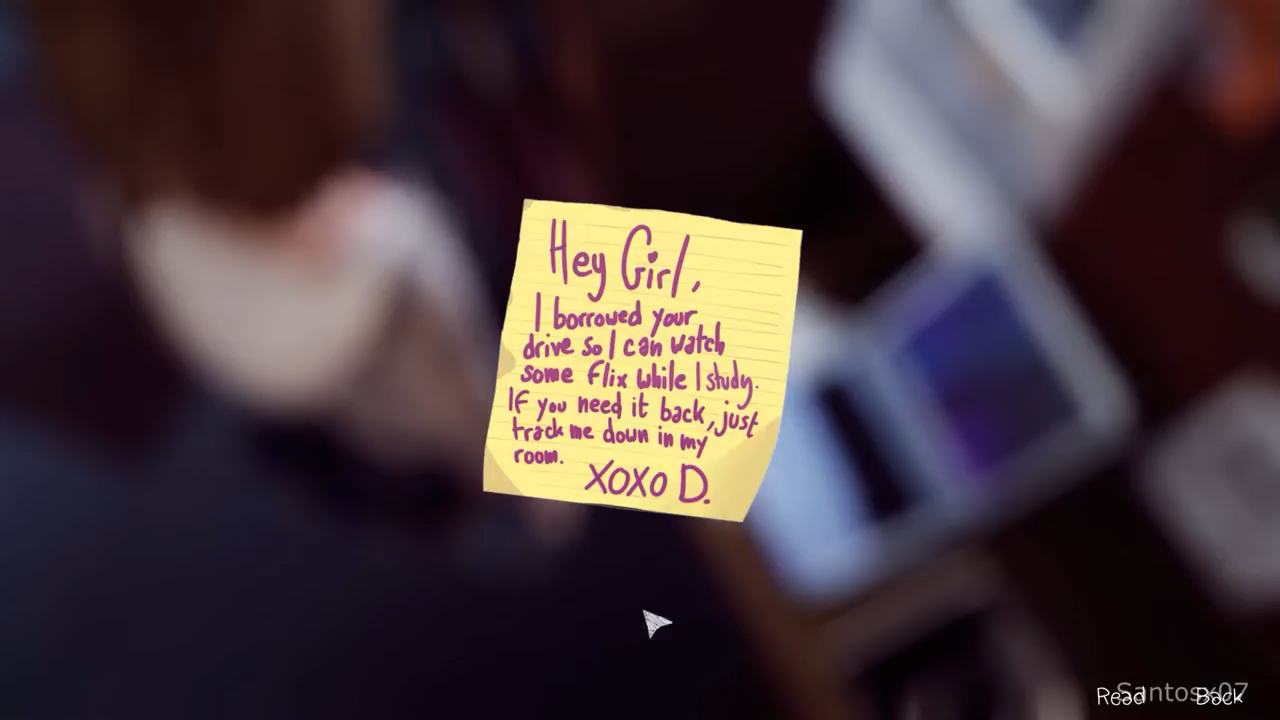 Hey Girl,
I borrowed your
drive so I can watch
some flix while I study.
If you need it back, just
track me down in my
room.
XOXO D.
Read
Santosx07
Back